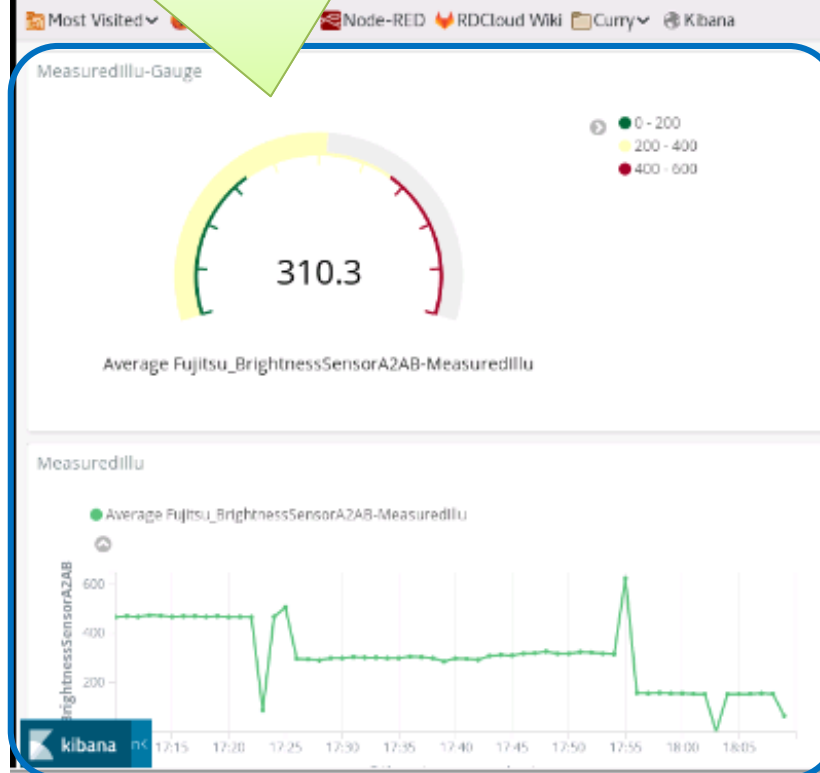 Most Visited
Node-RED
RDCloud Wiki
Curry
Kibana
MeasuredIllu-Gauge
0 - 200
200 - 400
400 - 600
310.3
Average Fujitsu_BrightnessSensorA2AB-MeasuredIllu
MeasuredIllu
Average Fujitsu_BrightnessSensorA2AB-MeasuredIllu
BrightnessSensorA2AB
600
400
200
kibana
17:15 17:20 17:25 17:30 17:35 17:40 17:45 17:50 17:55 18:00 18:05